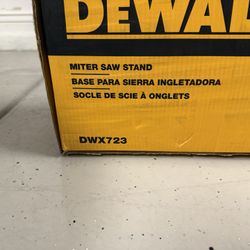 DEWALT
MITER SAW STAND
BASE PARA SIERRA INGLETADORA
SOCLE DE SCIE À ONGLETS
DWX723